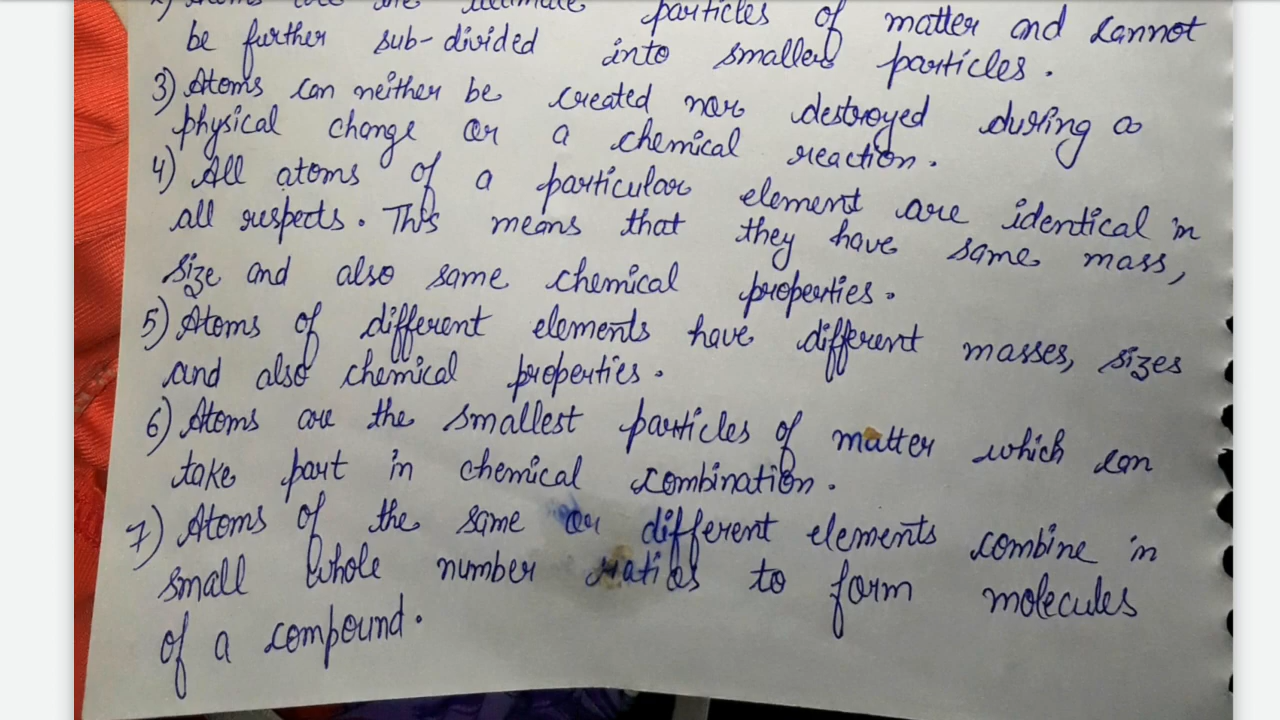 2) Atoms are the ultimate particles of matter and cannot
be further sub-divided into smaller particles.
3) Atoms can neither be created nor destroyed during a
physical change or a chemical reaction.
4) All atoms of a particular element are identical in
all respects. This means that they have same mass,
size and also same chemical properties.
5) Atoms of different elements have different masses, sizes
and also chemical properties.
6) Atoms are the smallest particles of matter which can
take part in chemical combination.
7) Atoms of the same or different elements combine in
small whole number ratios to form molecules
of a compound.